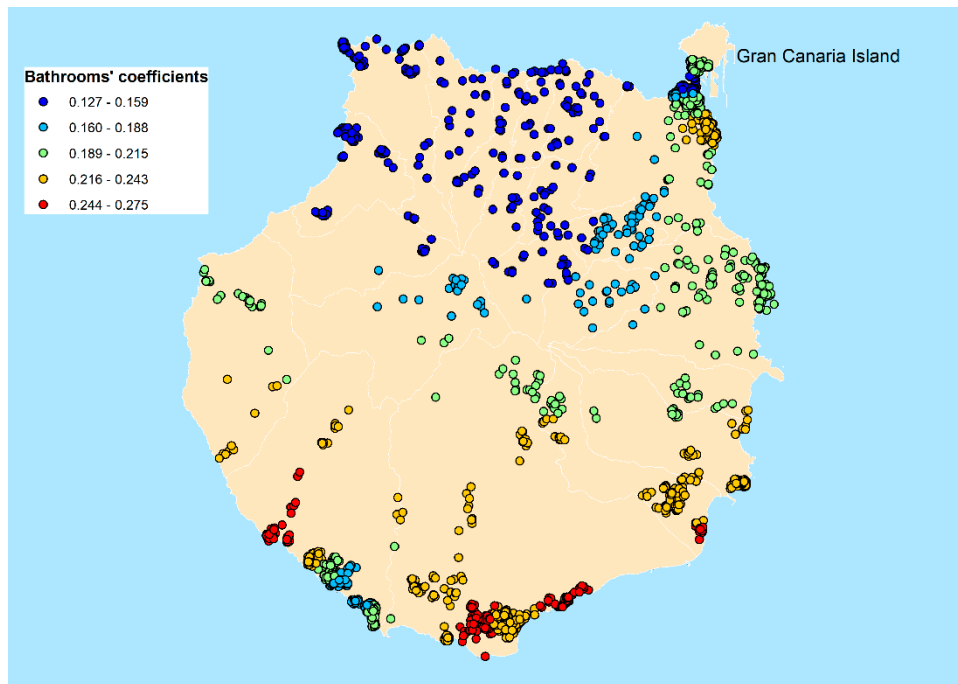 Gran Canaria Island
Bathrooms' coefficients
0.127 - 0.159
0.160 - 0.188
0.189 - 0.215
0.216 - 0.243
0.244 - 0.275